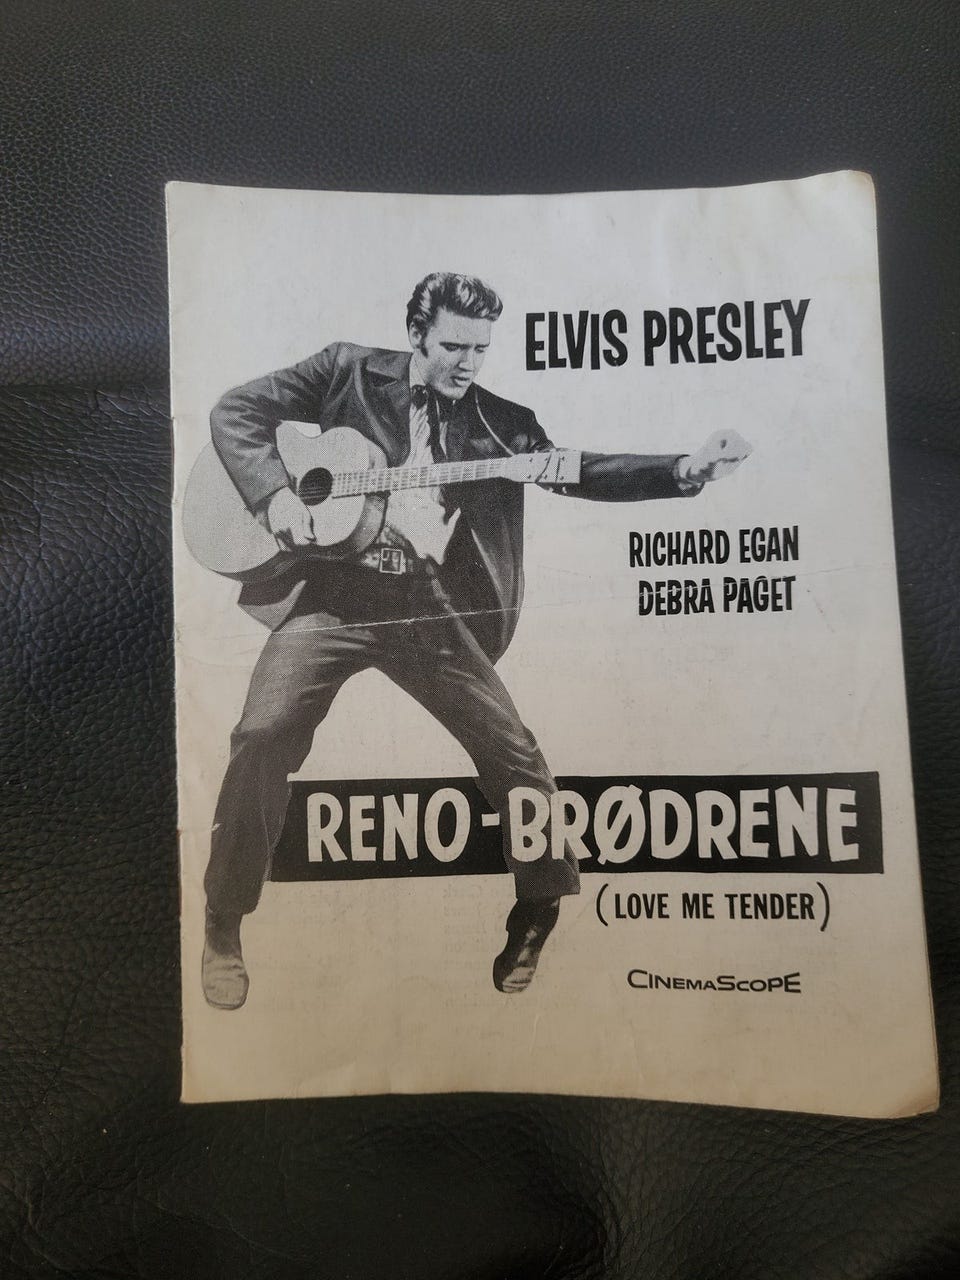 ELVIS PRESLEY
RICHARD EGAN
DEBRA PAGET
RENO-BRØDRENE
(LOVE ME TENDER)
CINEMASCOPE